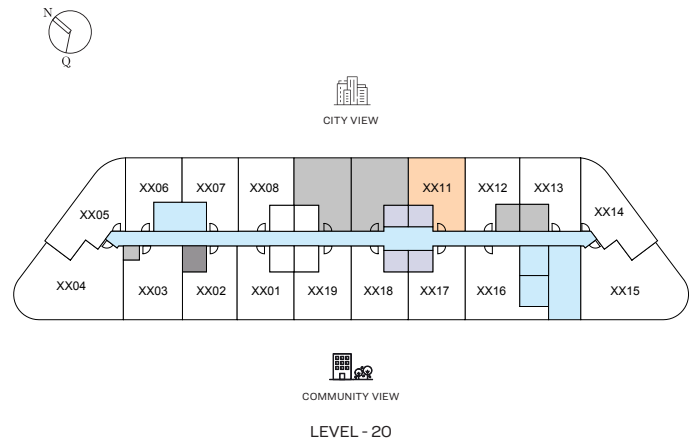 N
Q
CITY VIEW
XX06 XX07 XX08 XX11 XX12 XX13
XX05 XX14
XX04 XX03 XX02 XX01 XX19 XX18 XX17 XX16 XX15
COMMUNITY VIEW
LEVEL - 20